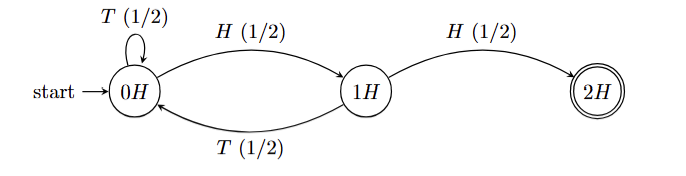 T (1/2)
H (1/2)
H (1/2)
start
0H
1H
2H
T (1/2)